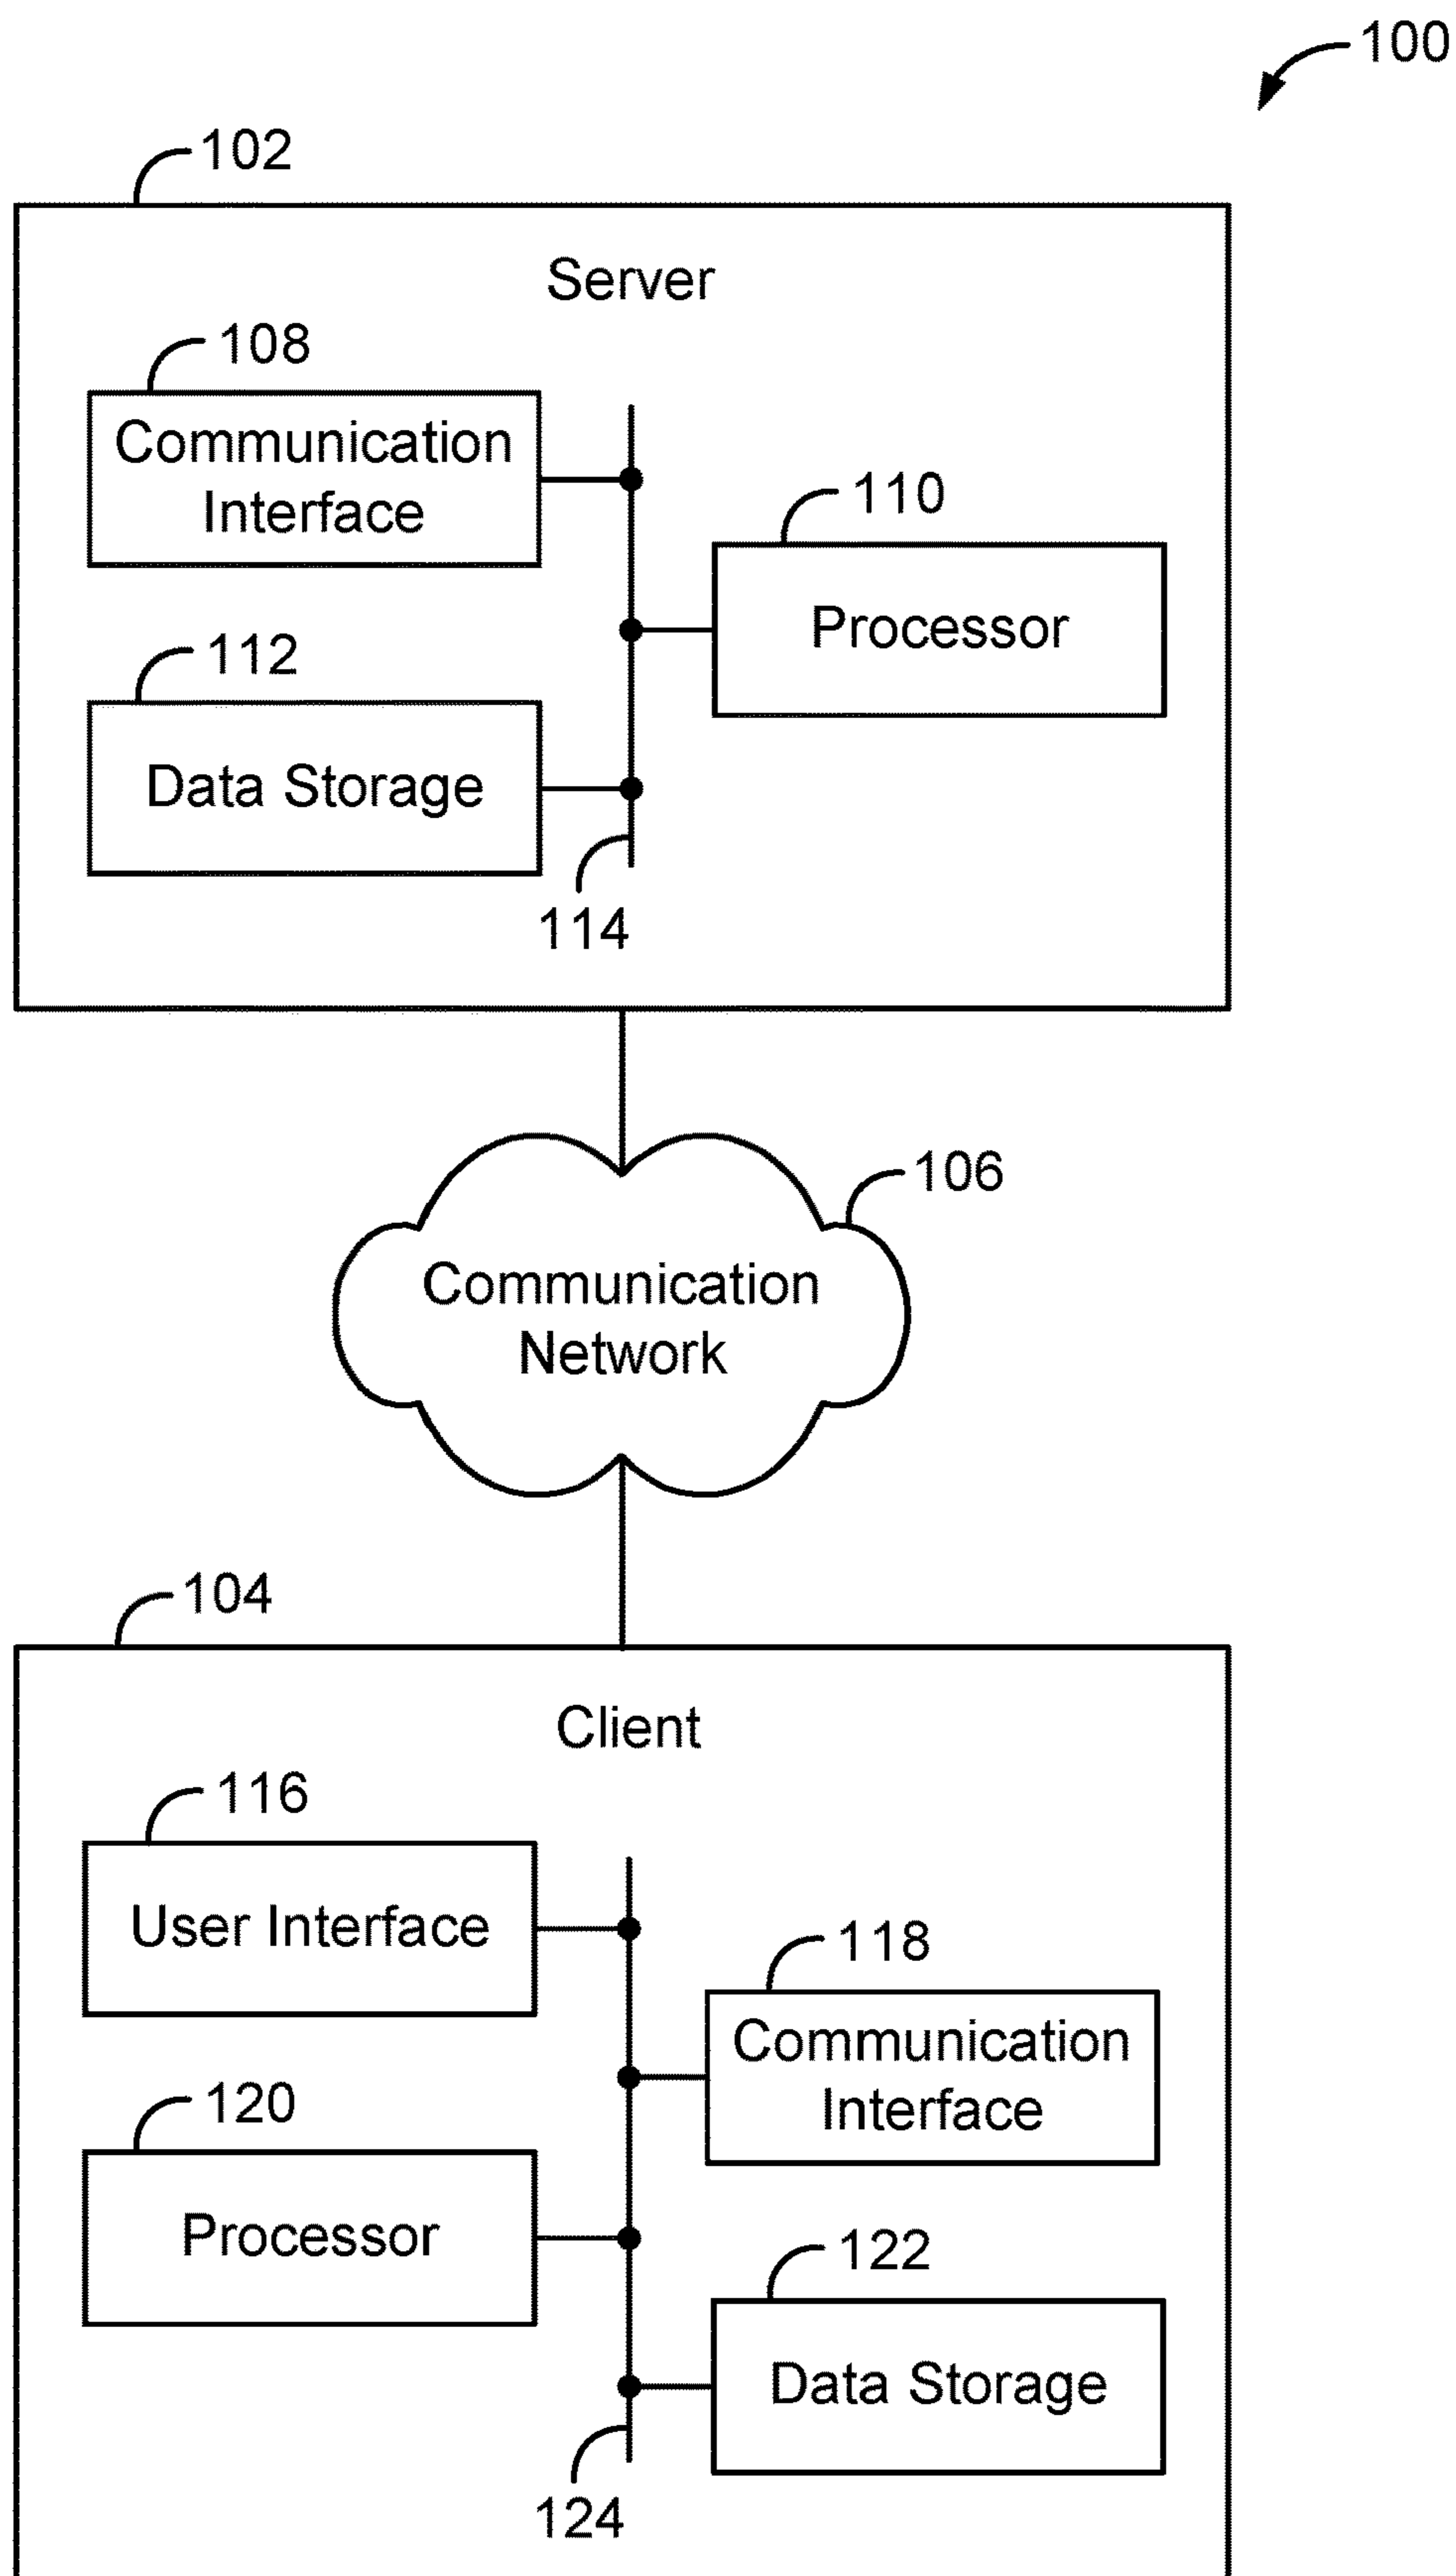 100
102
Server
108
Communication
Interface
110
Processor
112
Data Storage
114
106
Communication
Network
104
Client
116
User Interface
118
Communication
Interface
120
Processor
122
Data Storage
124